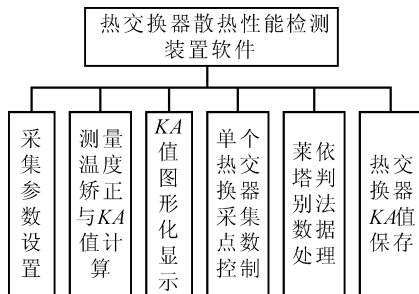 热交换器散热性能检测
装置软件
采
集
参
数
设
置
测量
温度
矫正
与KA
值计
算
KA
值
图
形
化
显
示
单个
热交
换器
采集
点数
控制
莱依
塔判
别法
数据
处理
热交
换器
KA值
保存